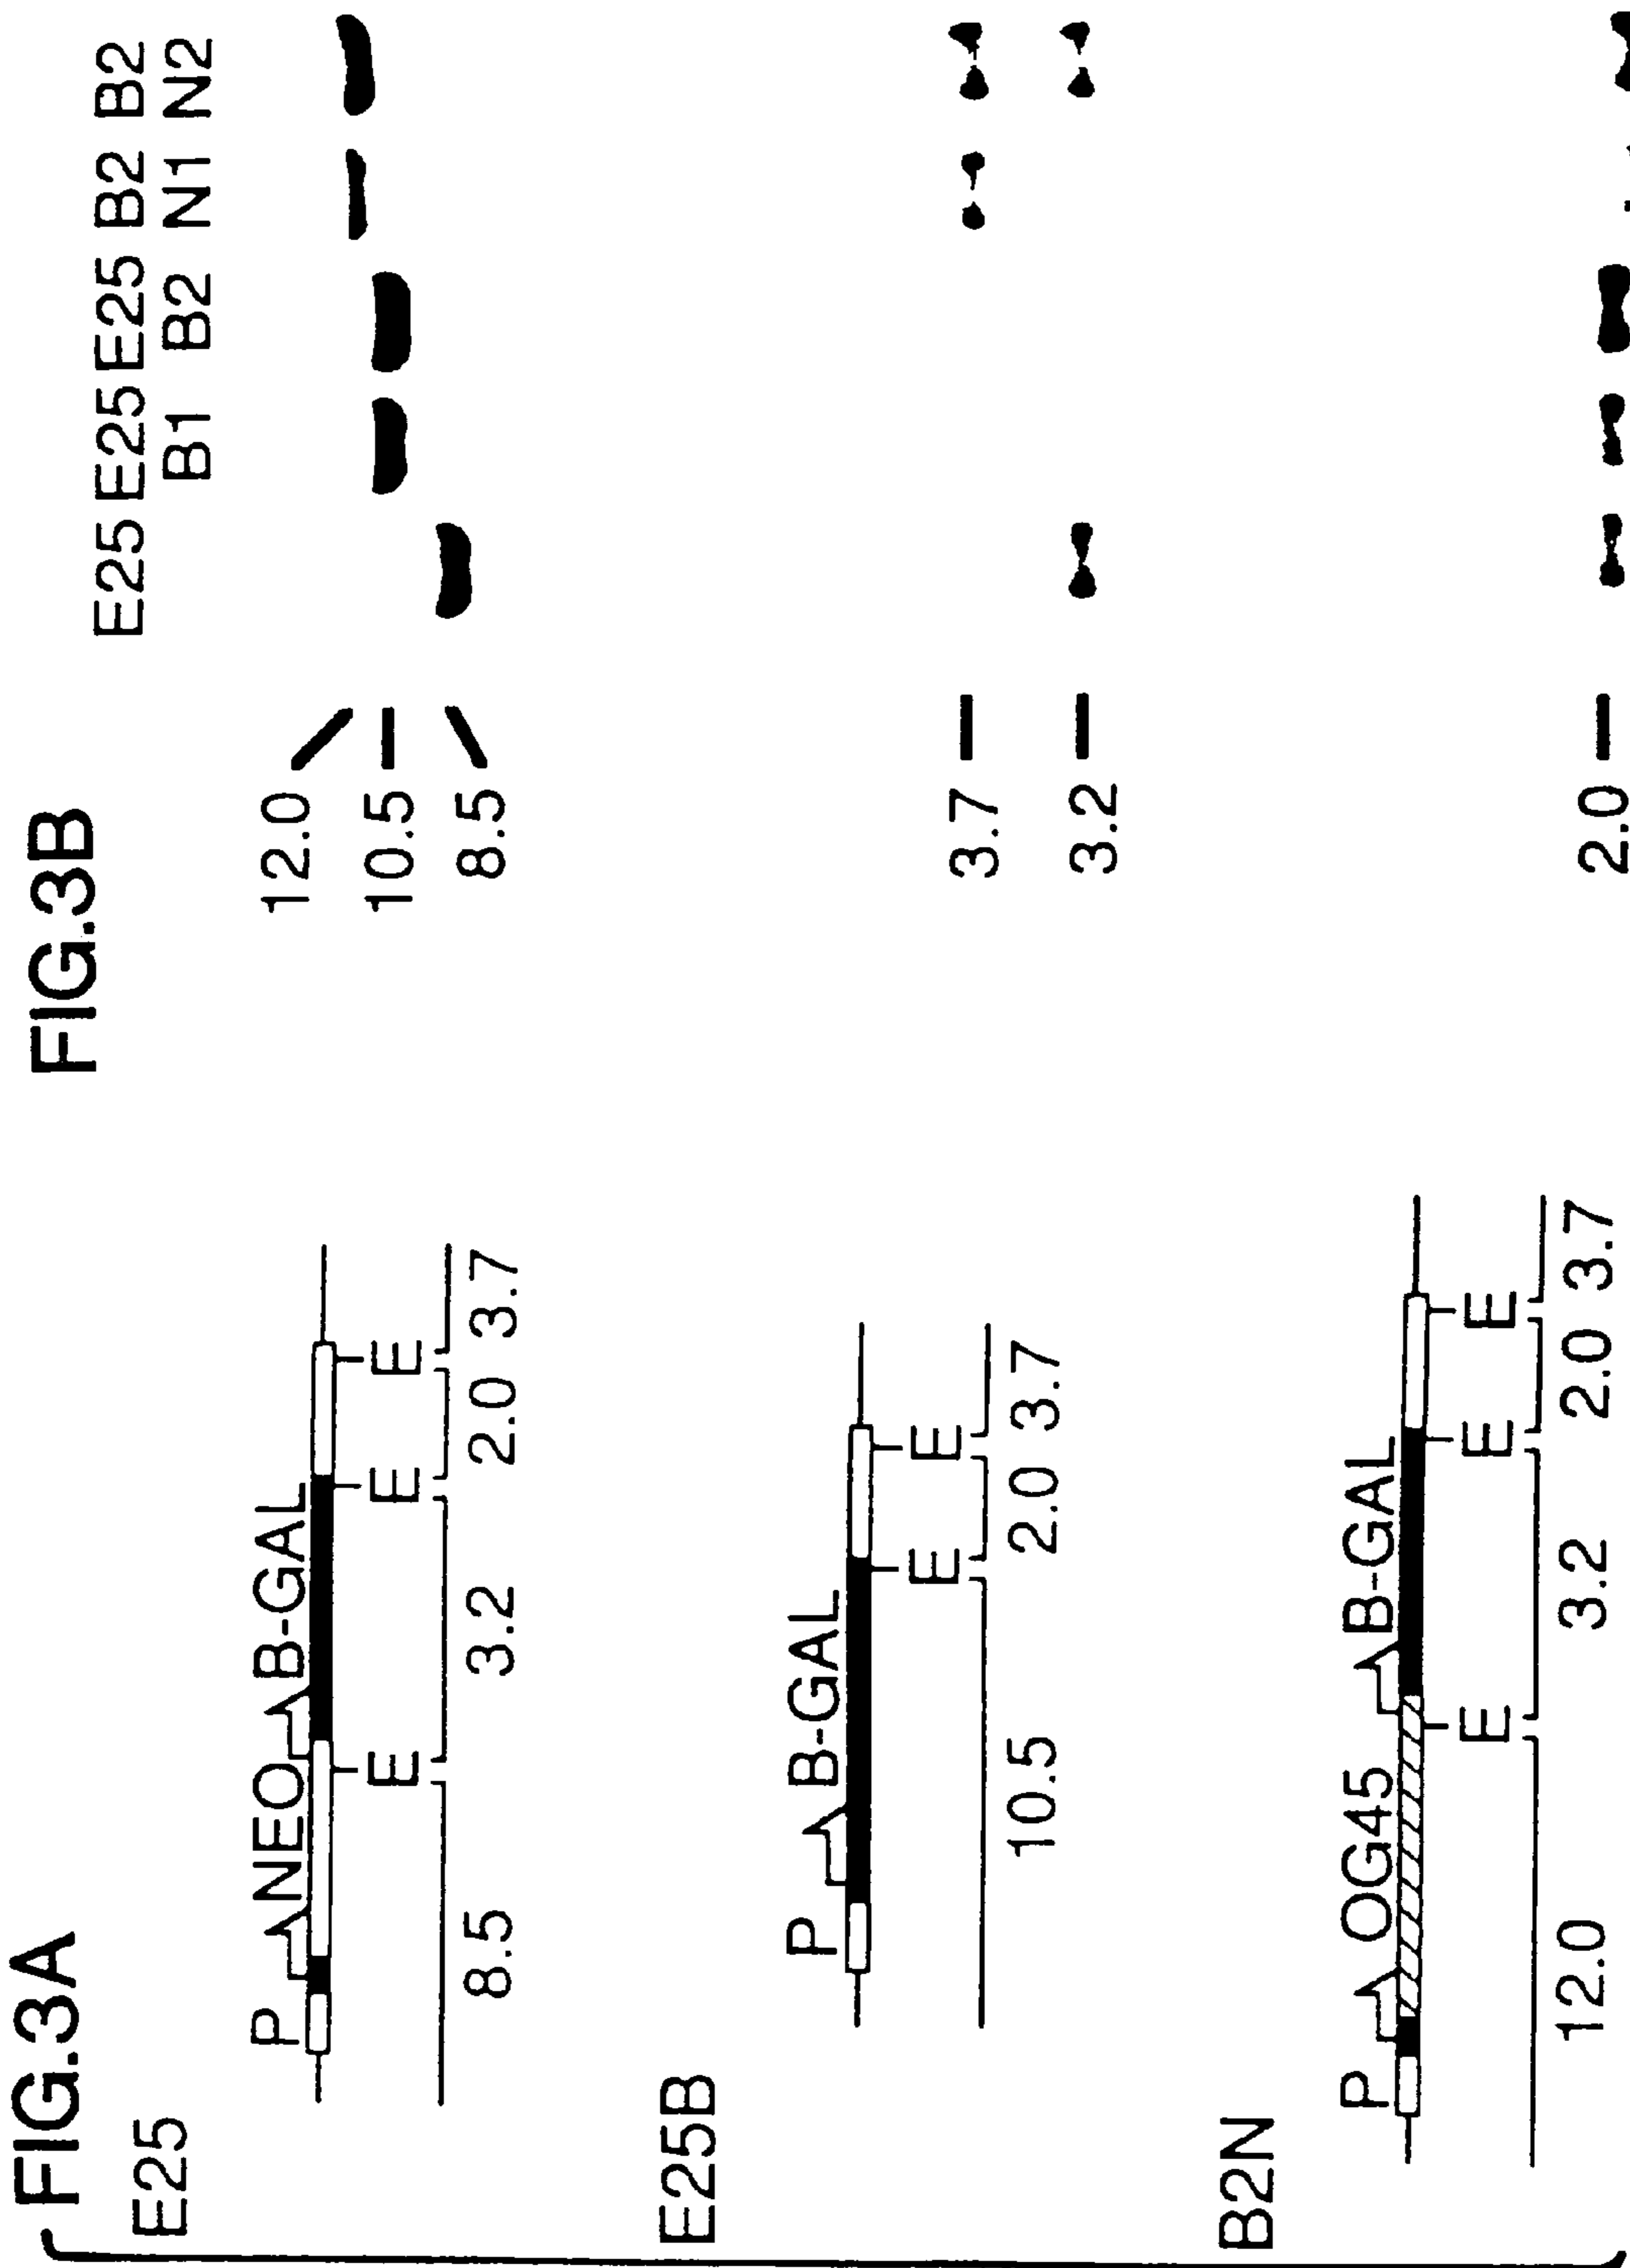 FIG.3A
E25
P NEO B-GAL
E E E
8.5 3.2 2.0 3.7
E25B
P B-GAL
E E
10.5 2.0 3.7
B2N
P OG45 B-GAL
E E E
12.0 3.2 2.0 3.7
FIG.3B
E25 E25 E25 B2 B2
B1 B2 N1 N2
12.0
10.5
8.5
3.7
3.2
2.0